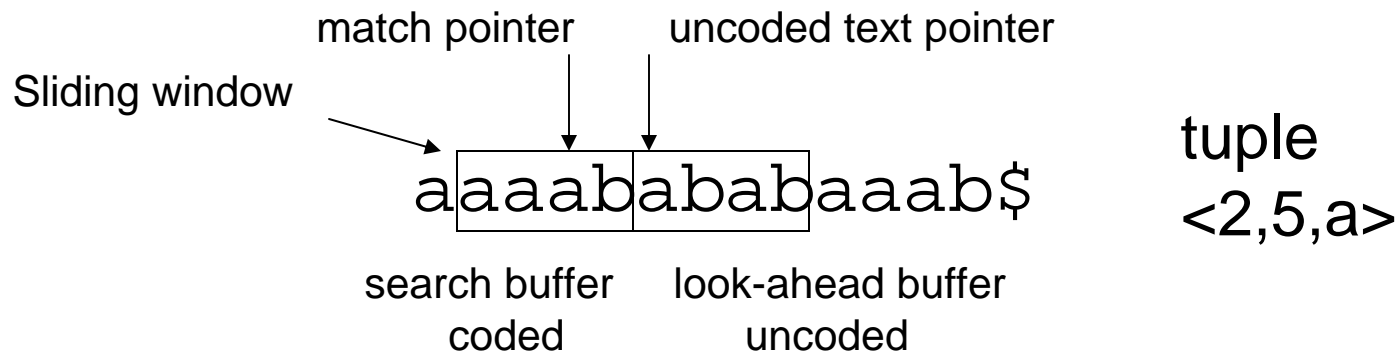 match pointer uncoded text pointer
Sliding window
aaaababababaaab$
tuple
<2,5,a>
search buffer look-ahead buffer
coded uncoded